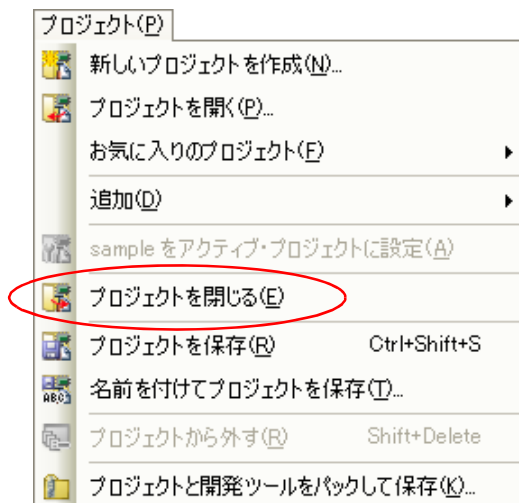 プロジェクト(P)
新しいプロジェクトを作成(N)...
プロジェクトを開く(P)...
お気に入りのプロジェクト(F)
追加(D)
sample をアクティブ・プロジェクトに設定(A)
プロジェクトを閉じる(E)
プロジェクトを保存(R) Ctrl+Shift+S
ABC 名前を付けてプロジェクトを保存(T)...
プロジェクトから外す(R) Shift+Delete
プロジェクトと開発ツールをパックして保存(K)...